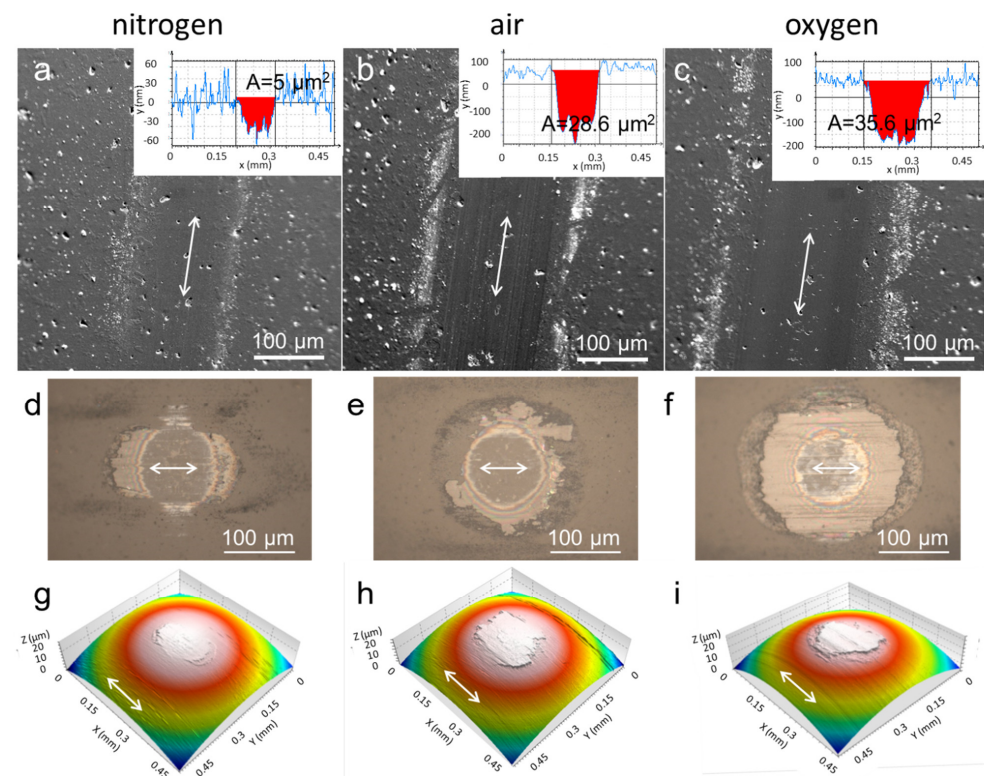 nitrogen
air
oxygen
a
A=5 µm²
y (nm)
60
30
0
-30
-60
0
0.15
0.3
0.45
x (mm)
100 µm
b
A=28.6 µm²
y (nm)
100
0
-100
-200
0
0.15
0.3
0.45
x (mm)
100 µm
c
A=35.6 µm²
y (nm)
100
0
-100
-200
0
0.15
0.3
0.45
x (mm)
100 µm
d
100 µm
e
100 µm
f
100 µm
g
Z (µm)
20
10
0
0
0.15
0.3
0.45
X (mm)
0
0.15
0.3
0.45
Y (mm)
h
Z (µm)
20
10
0
0
0.15
0.3
0.45
X (mm)
0
0.15
0.3
0.45
Y (mm)
i
Z (µm)
20
10
0
0
0.15
0.3
0.45
X (mm)
0
0.15
0.3
0.45
Y (mm)